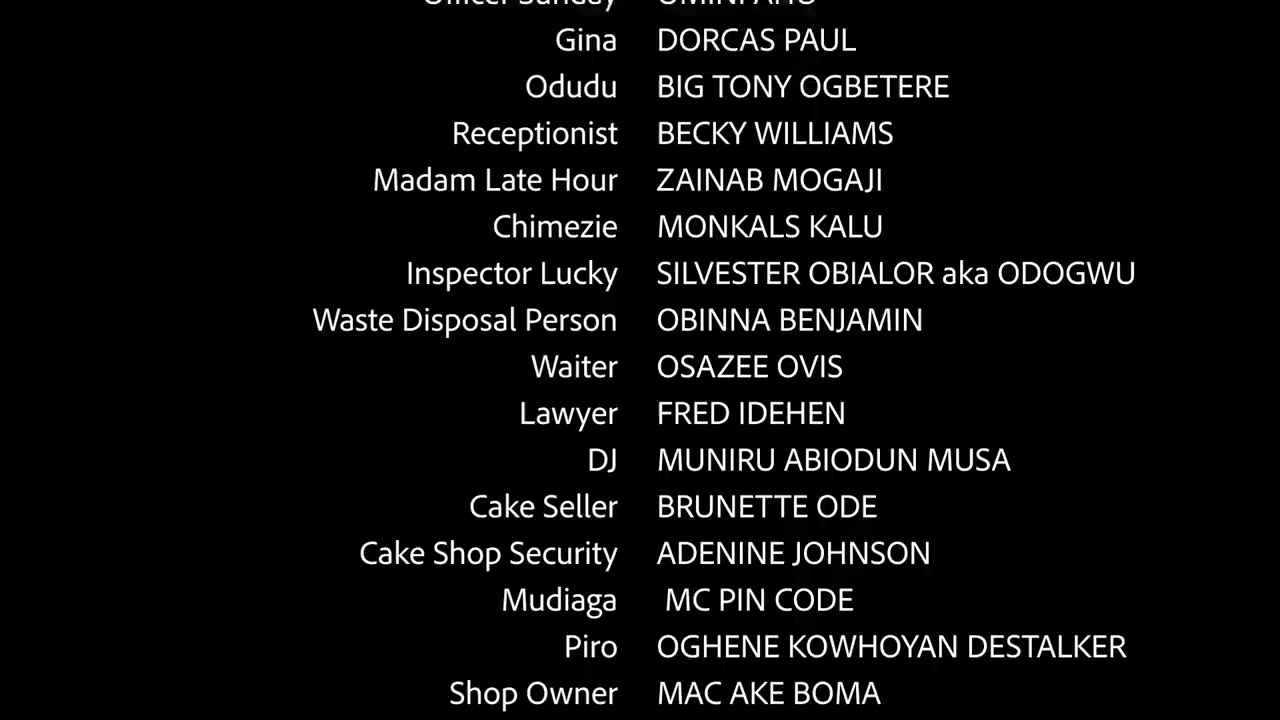 Officer Sunday
Gina DORCAS PAUL
Odudu BIG TONY OGBETERE
Receptionist BECKY WILLIAMS
Madam Late Hour ZAINAB MOGAJI
Chimezie MONKALS KALU
Inspector Lucky SILVESTER OBIALOR aka ODOGWU
Waste Disposal Person OBINNA BENJAMIN
Waiter OSAZEE OVIS
Lawyer FRED IDEHEN
DJ MUNIRU ABIODUN MUSA
Cake Seller BRUNETTE ODE
Cake Shop Security ADENINE JOHNSON
Mudiaga MC PIN CODE
Piro OGHENE KOWHOYAN DESTALKER
Shop Owner MAC AKE BOMA